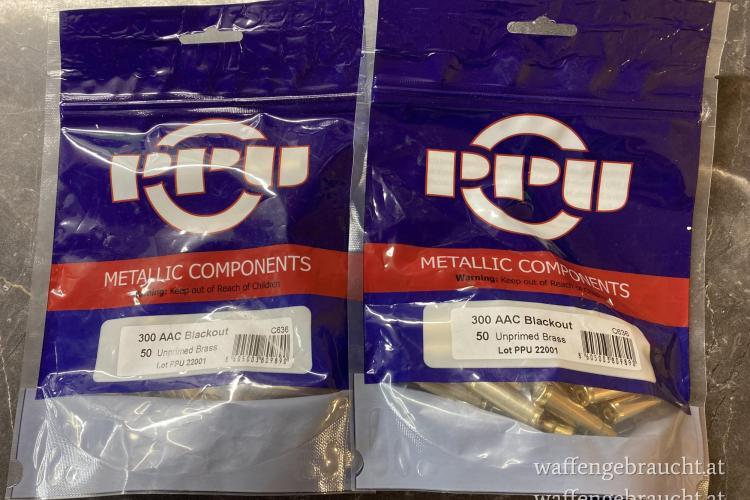 PPU
METALLIC COMPONENTS
Warning: Keep out of Reach of Children
300 AAC Blackout
C636
50 Unprimed Brass
Lot PPU 22001
PPU
METALLIC COMPONENTS
Warning: Keep out of Reach of Children
300 AAC Blackout
C636
50 Unprimed Brass
Lot PPU 22001
waffengebraucht.at
waffengebraucht.at